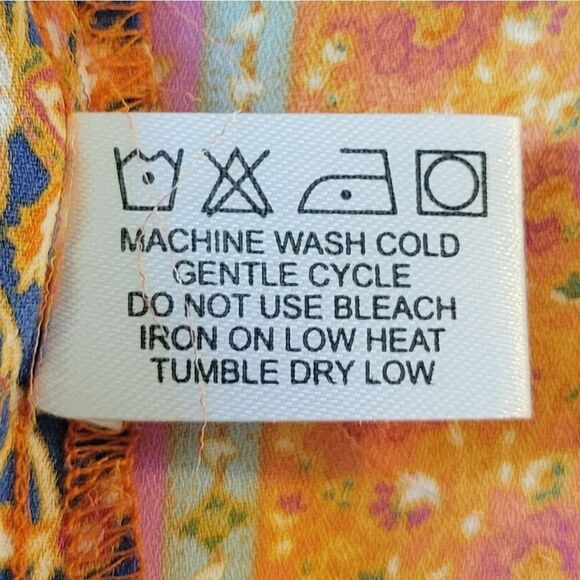 MACHINE WASH COLD
GENTLE CYCLE
DO NOT USE BLEACH
IRON ON LOW HEAT
TUMBLE DRY LOW